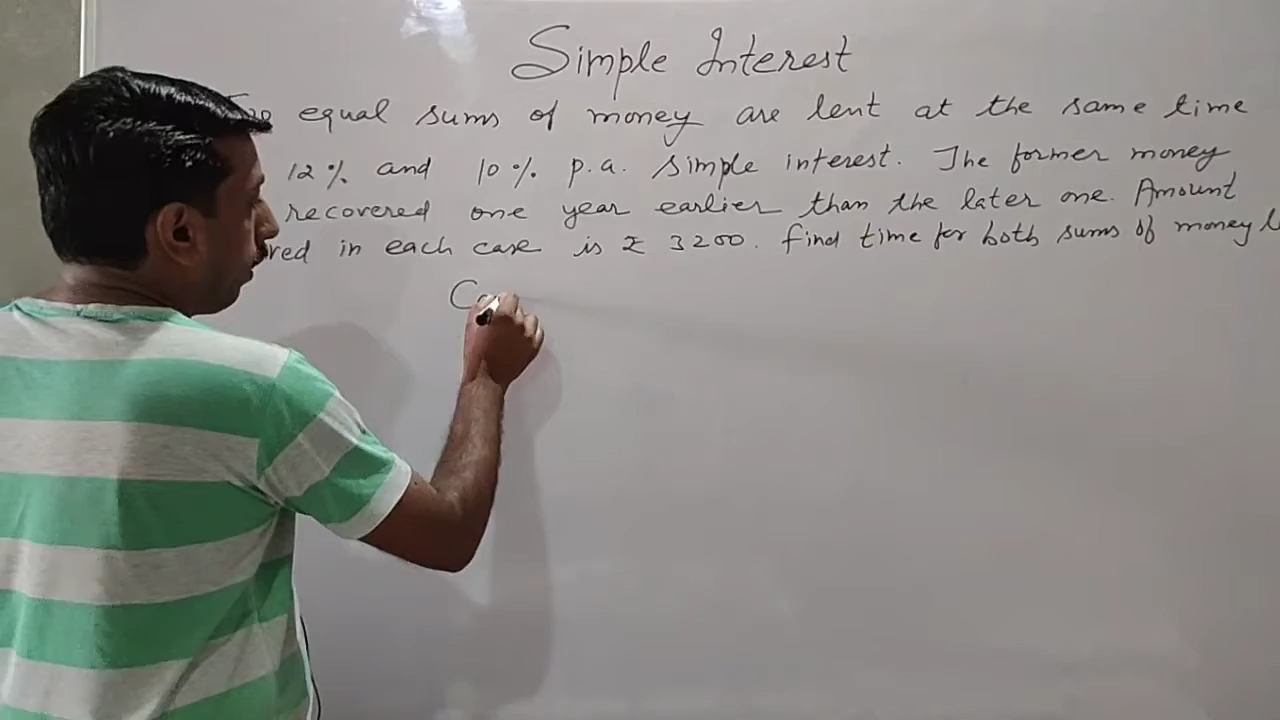 Simple Interest
equal sums of money are lent at the same time
12% and 10% p.a. simple interest. The former money
recovered one year earlier than the later one. Amount
in each case is ₹ 3200. find time for both sums of money